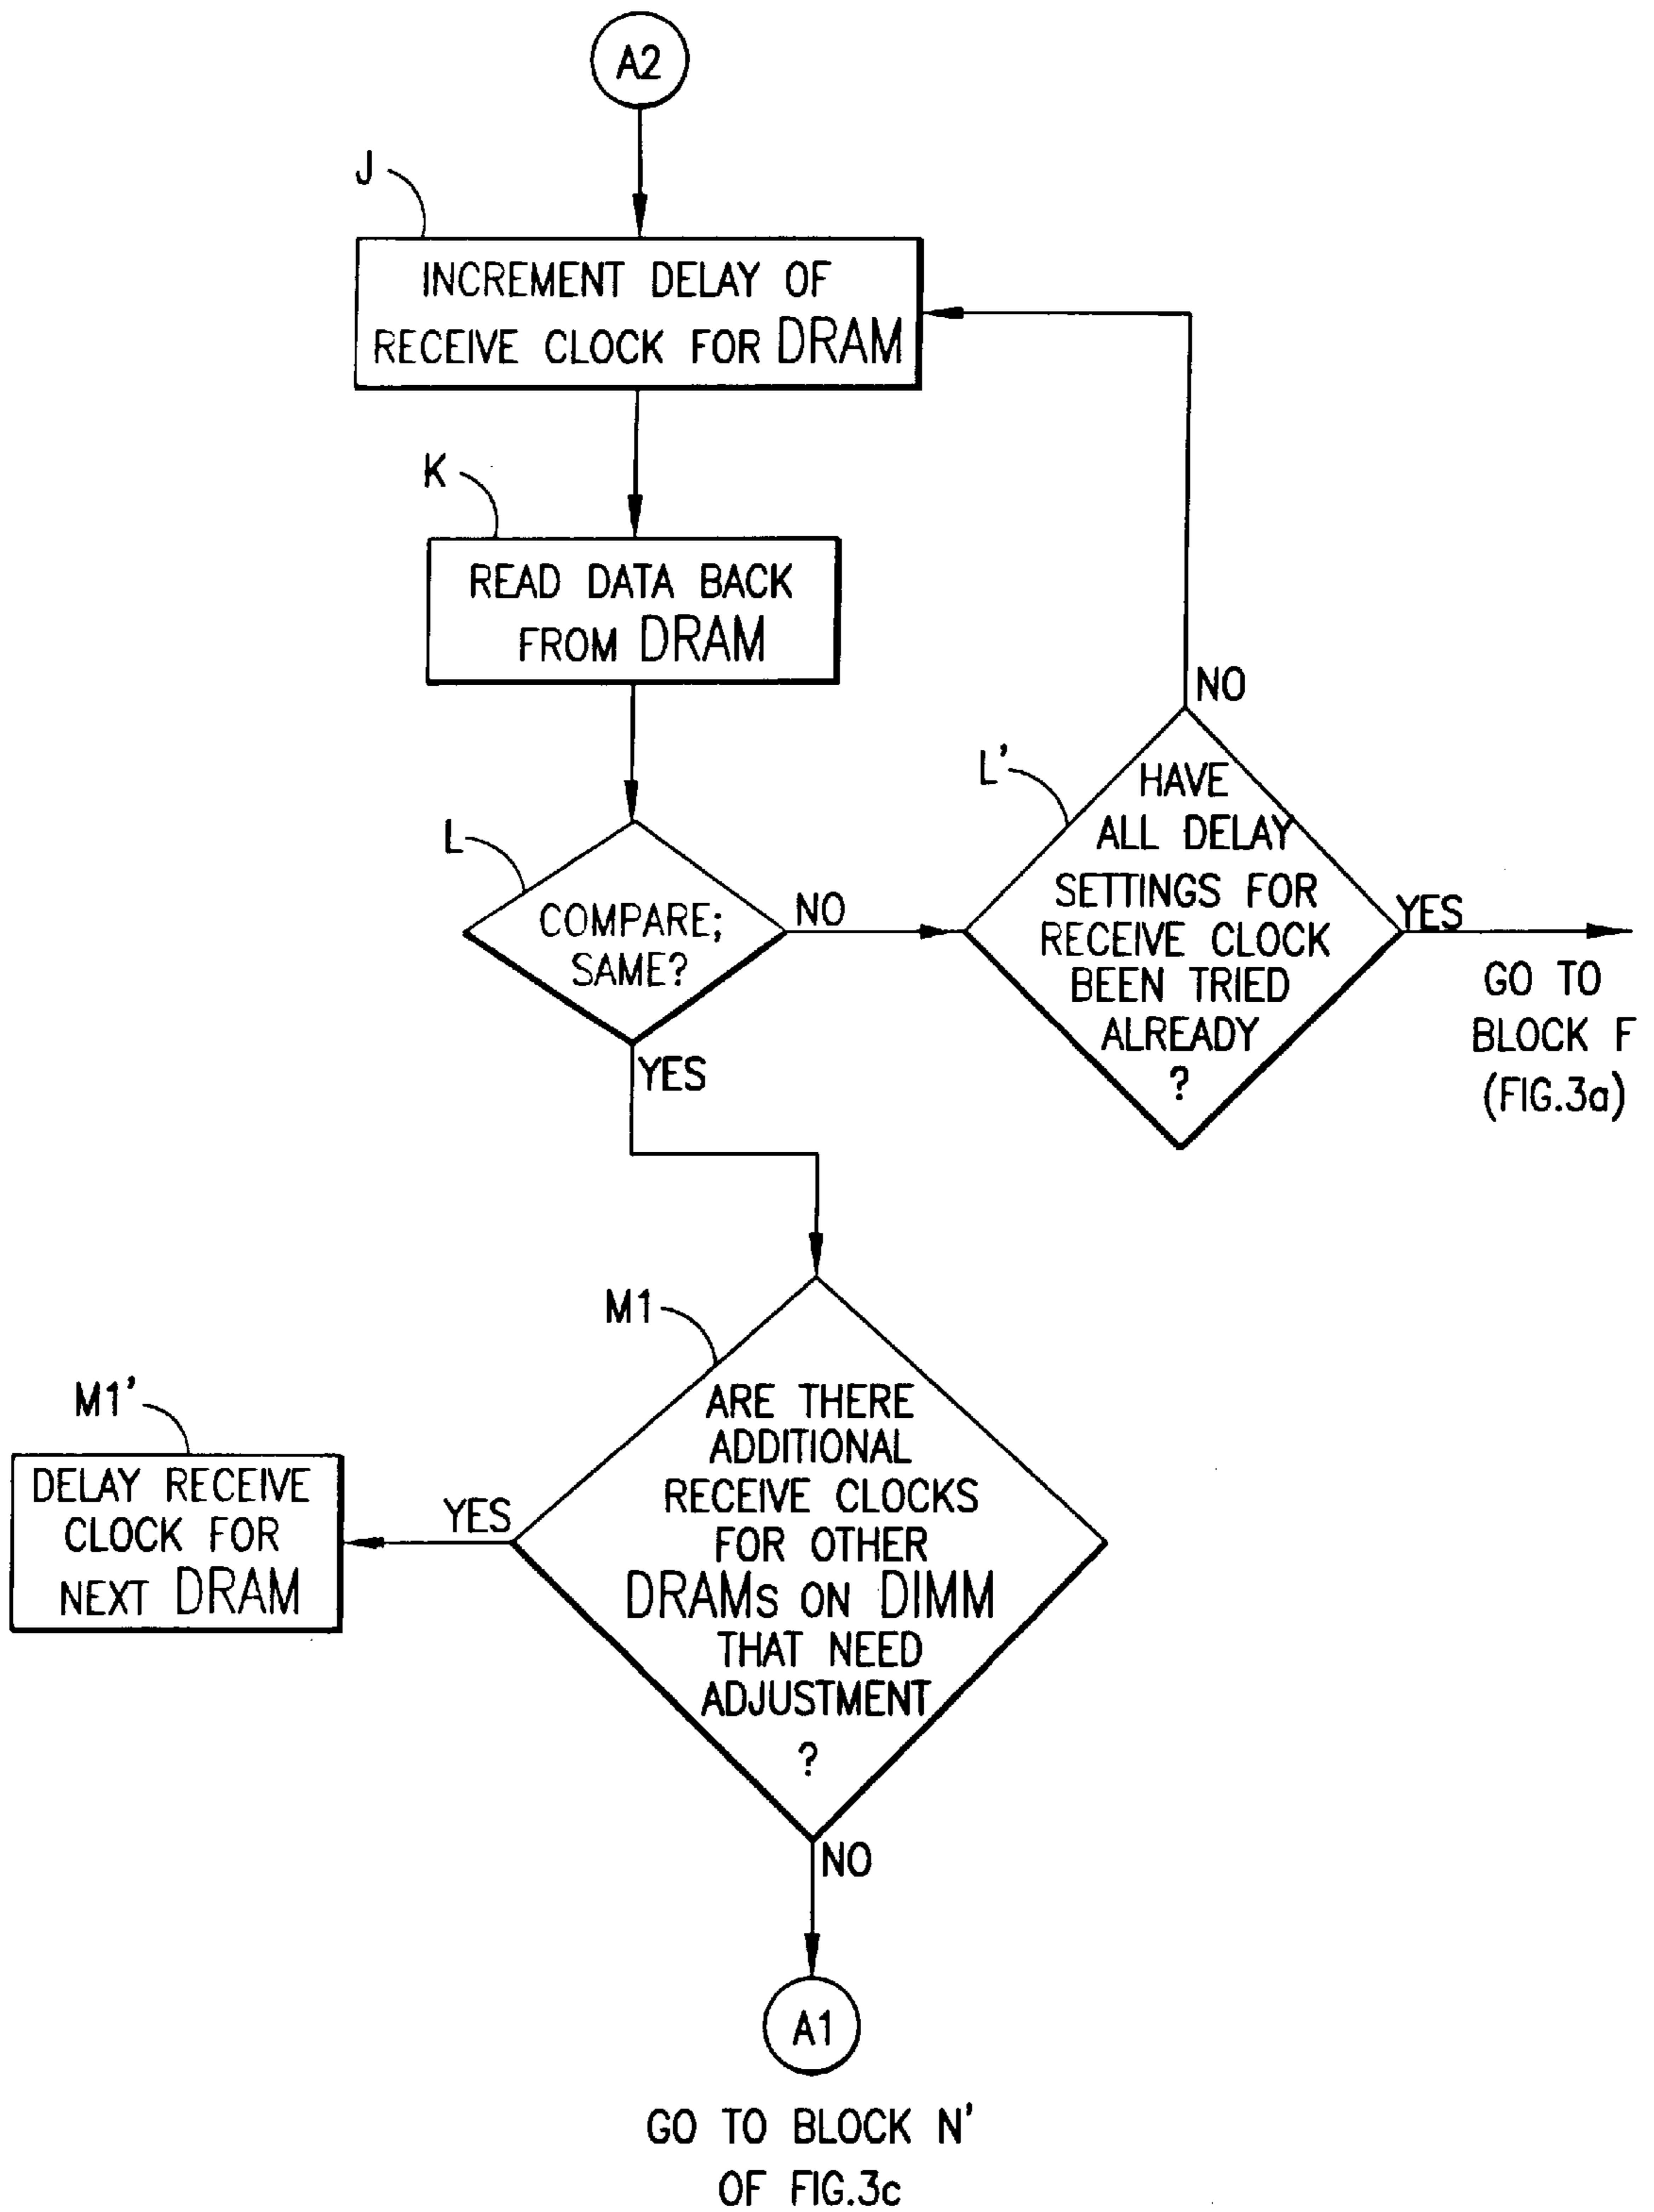 A2
J
INCREMENT DELAY OF
RECEIVE CLOCK FOR DRAM
K
READ DATA BACK
FROM DRAM
NO
L'
HAVE
ALL DELAY
SETTINGS FOR
RECEIVE CLOCK
BEEN TRIED
ALREADY
?
L
COMPARE;
SAME?
NO
YES
GO TO
BLOCK F
(FIG.3a)
YES
M1
ARE THERE
ADDITIONAL
RECEIVE CLOCKS
FOR OTHER
DRAMs ON DIMM
THAT NEED
ADJUSTMENT
?
YES
M1'
DELAY RECEIVE
CLOCK FOR
NEXT DRAM
NO
A1
GO TO BLOCK N'
OF FIG.3c